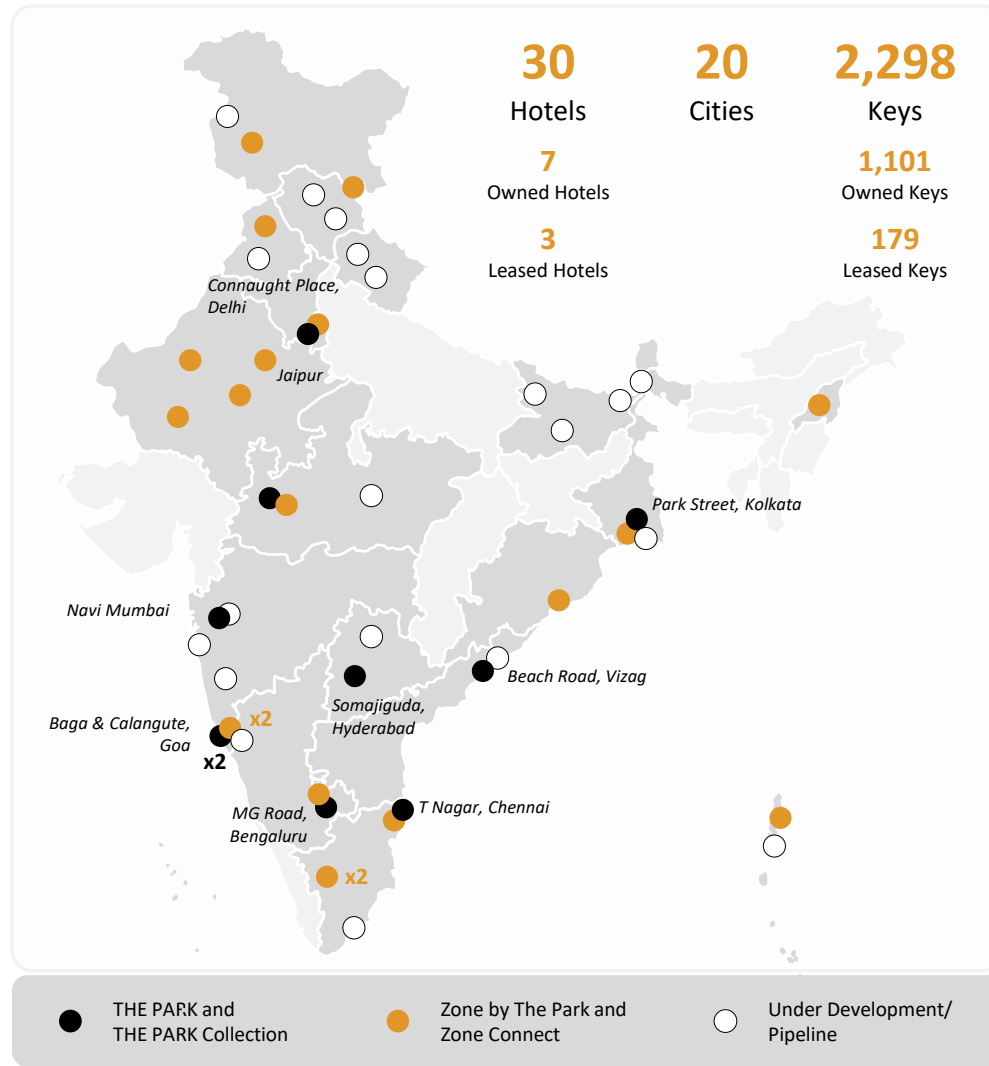 30
Hotels
20
Cities
2,298
Keys
7
Owned Hotels
1,101
Owned Keys
3
Leased Hotels
179
Leased Keys
Connaught Place,
Delhi
Jaipur
Park Street, Kolkata
Navi Mumbai
Beach Road, Vizag
Somajiguda,
Hyderabad
Baga & Calangute,
Goa
x2
x2
MG Road,
Bengaluru
T Nagar, Chennai
x2
THE PARK and
THE PARK Collection
Zone by The Park and
Zone Connect
Under Development/
Pipeline